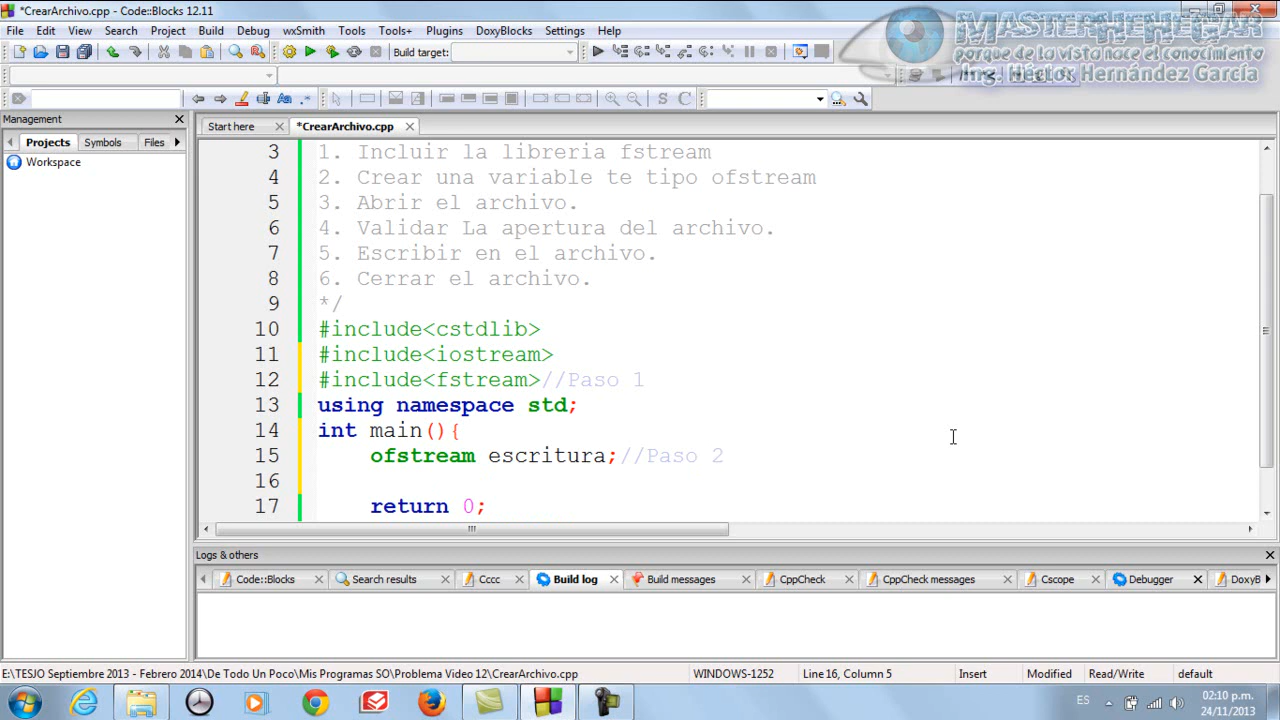 *CrearArchivo.cpp - Code::Blocks 12.11
File Edit View Search Project Build Debug wxSmith Tools Tools+ Plugins DoxyBlocks Settings Help
MASTERHEHEGAR
porque de la vista nace el conocimiento
Ing. Héctor Hernández García
Build target:
Management
Start here
*CrearArchivo.cpp
Projects Symbols Files
Workspace
3 1. Incluir la libreria fstream
4 2. Crear una variable te tipo ofstream
5 3. Abrir el archivo.
6 4. Validar La apertura del archivo.
7 5. Escribir en el archivo.
8 6. Cerrar el archivo.
9 */
10 #include<cstdlib>
11 #include<iostream>
12 #include<fstream>//Paso 1
13 using namespace std;
14 int main(){
15 ofstream escritura;//Paso 2
16
17 return 0;
Logs & others
Code::Blocks Search results Cccc Build log Build messages CppCheck CppCheck messages Cscope Debugger DoxyB
E:\TESJO Septiembre 2013 - Febrero 2014\De Todo Un Poco\Mis Programas SO\Problema Video 12\CrearArchivo.cpp WINDOWS-1252 Line 16, Column 5 Insert Modified Read/Write default
ES
02:10 p.m.
24/11/2013